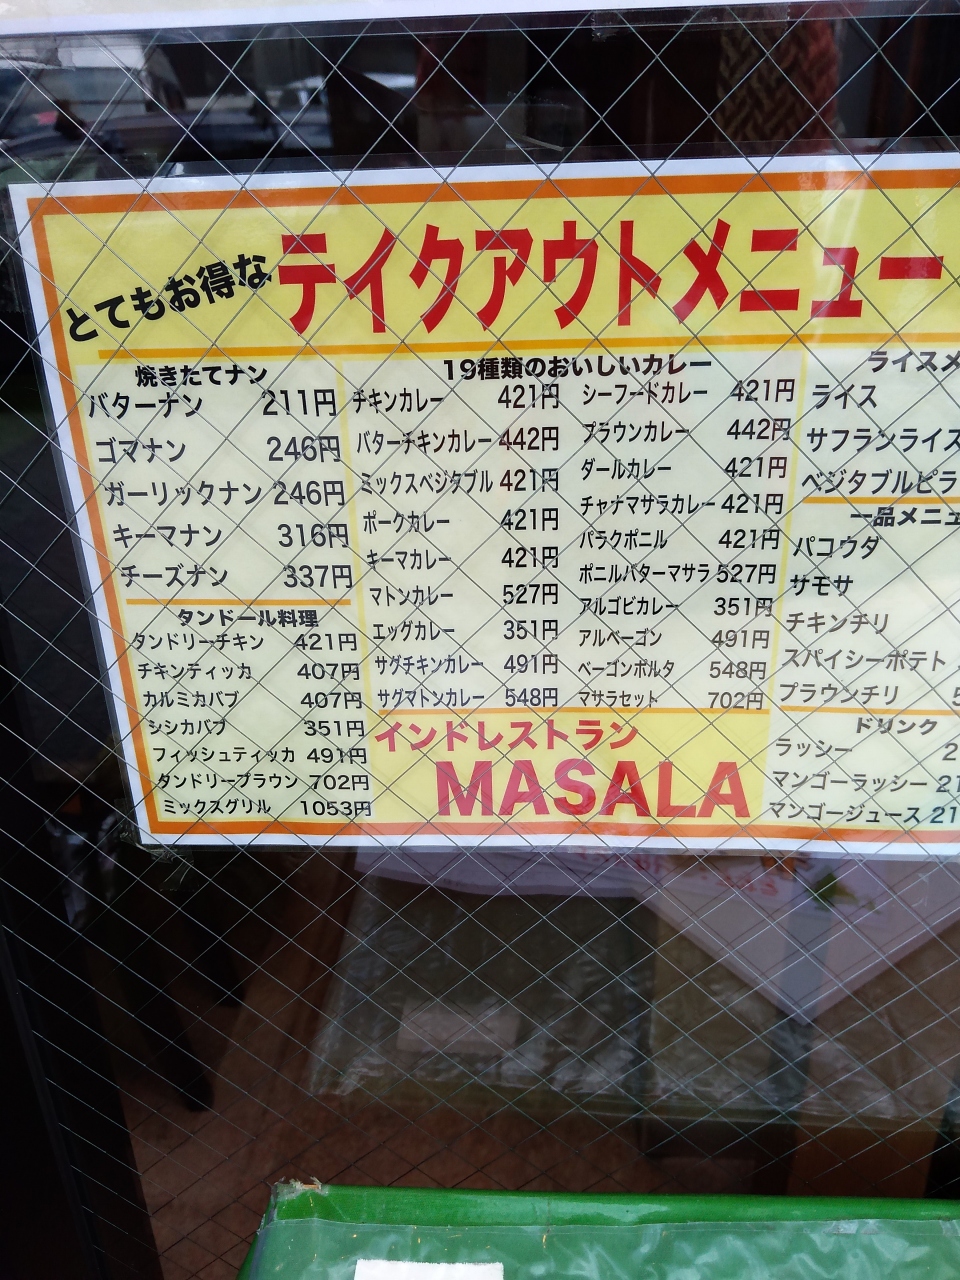 とてもお得な テイクアウトメニュー
焼きたてナン
バターナン 211円
ゴマナン 246円
ガーリックナン 246円
キーマナン 316円
チーズナン 337円
タンドール料理
タンドリーチキン 421円
チキンティッカ 407円
カルミカバブ 407円
シシカバブ 351円
フィッシュティッカ 491円
タンドリープラウン 702円
ミックスグリル 1053円
19種類のおいしいカレー
チキンカレー 421円
バターチキンカレー 442円
ミックスベジタブル 421円
ポークカレー 421円
キーマカレー 421円
マトンカレー 527円
エッグカレー 351円
サグチキンカレー 491円
サグマトンカレー 548円
シーフードカレー 421円
プラウンカレー 442円
ダールカレー 421円
チャナマサラカレー 421円
パラクポニル 421円
ポニルバターマサラ 527円
アルゴビカレー 351円
アルベーゴン 491円
ベーゴンボルタ 548円
マサラセット 702円
インドレストラン
MASALA
ライスメ
ライス
サフランライス
ベジタブルピラ
一品メニュ
パコウダ
サモサ
チキンチリ
スパイシーポテト
プラウンチリ 5
ドリンク
ラッシー 2
マンゴーラッシー 21
マンゴージュース 21